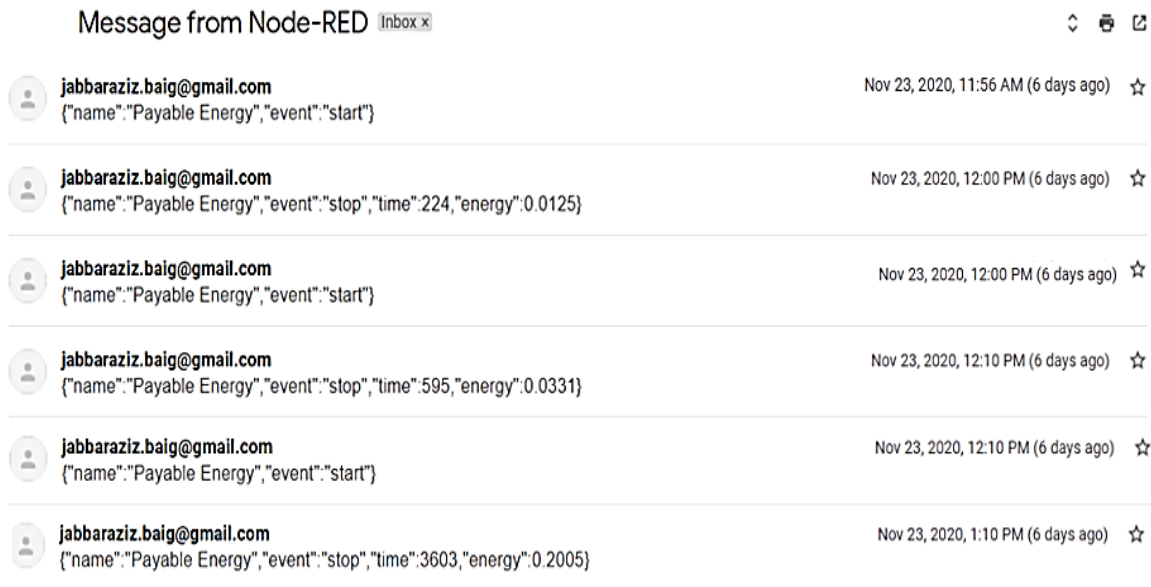 Message from Node-RED Inbox x
jabbaraziz.baig@gmail.com Nov 23, 2020, 11:56 AM (6 days ago)
{"name":"Payable Energy","event":"start"}
jabbaraziz.baig@gmail.com Nov 23, 2020, 12:00 PM (6 days ago)
{"name":"Payable Energy","event":"stop","time":224,"energy":0.0125}
jabbaraziz.baig@gmail.com Nov 23, 2020, 12:00 PM (6 days ago)
{"name":"Payable Energy","event":"start"}
jabbaraziz.baig@gmail.com Nov 23, 2020, 12:10 PM (6 days ago)
{"name":"Payable Energy","event":"stop","time":595,"energy":0.0331}
jabbaraziz.baig@gmail.com Nov 23, 2020, 12:10 PM (6 days ago)
{"name":"Payable Energy","event":"start"}
jabbaraziz.baig@gmail.com Nov 23, 2020, 1:10 PM (6 days ago)
{"name":"Payable Energy","event":"stop","time":3603,"energy":0.2005}